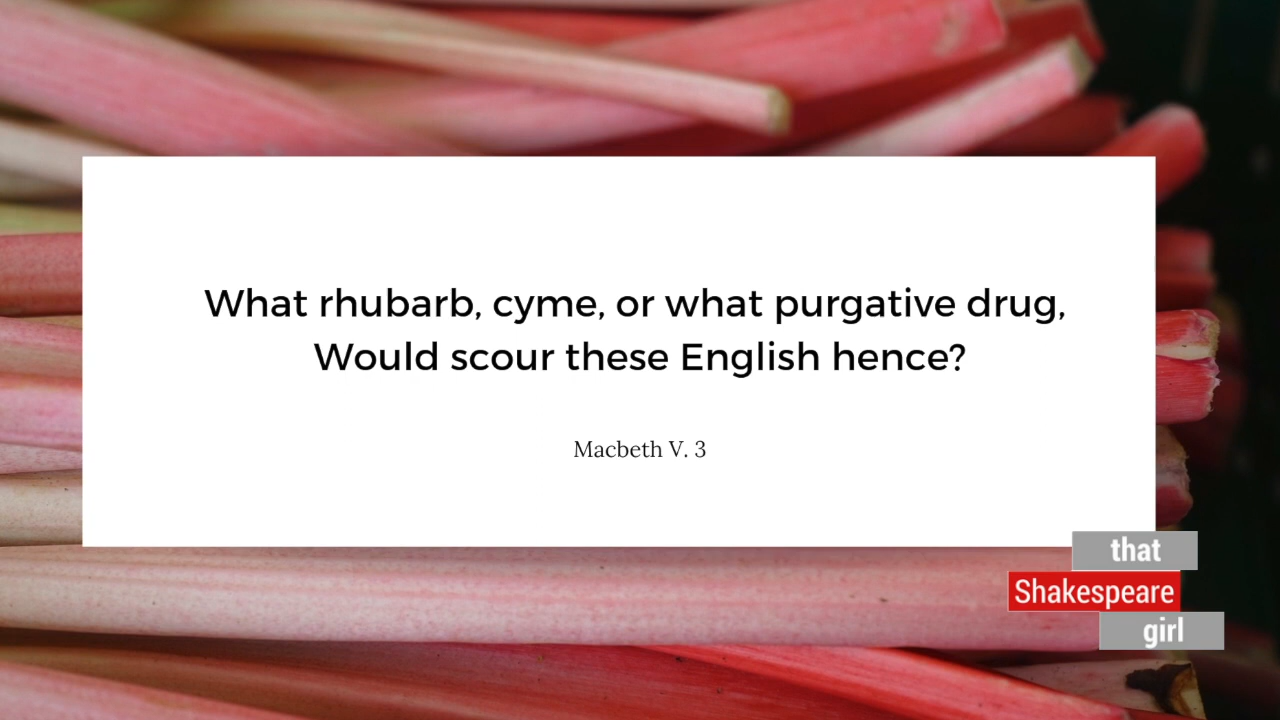 What rhubarb, cyme, or what purgative drug,
Would scour these English hence?
Macbeth V. 3
that
Shakespeare
girl